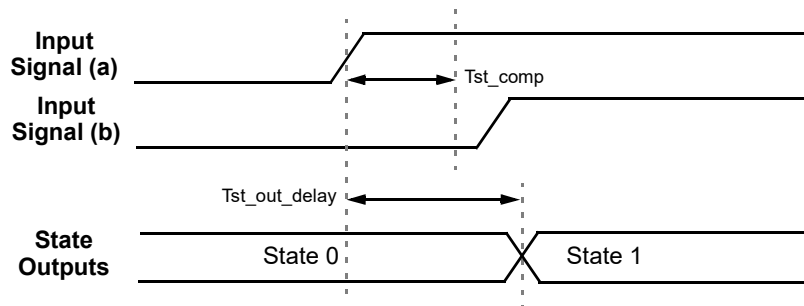 Input
Signal (a)
Tst_comp
Input
Signal (b)
Tst_out_delay
State
Outputs
State 0
State 1